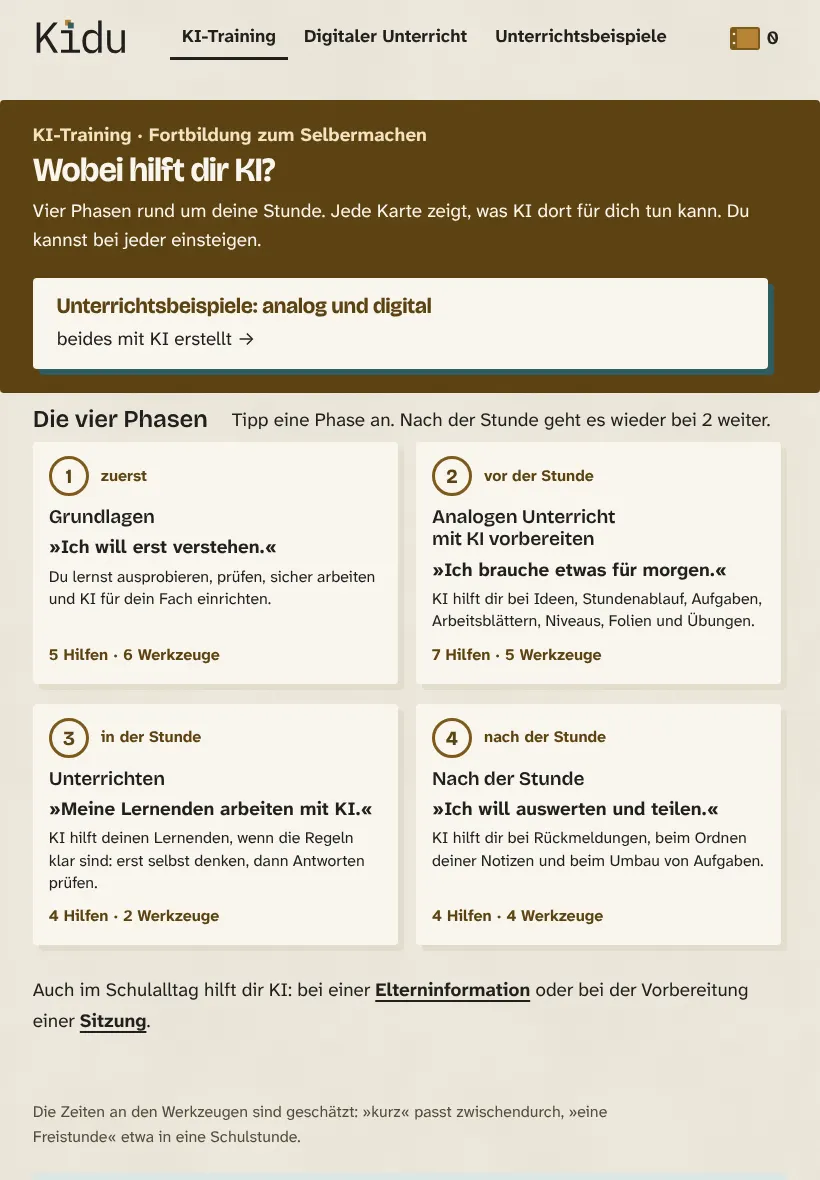 Kidu
KI-Training
Digitaler Unterricht
Unterrichtsbeispiele
0
KI-Training · Fortbildung zum Selbermachen
Wobei hilft dir KI?
Vier Phasen rund um deine Stunde. Jede Karte zeigt, was KI dort für dich tun kann. Du
kannst bei jeder einsteigen.
Unterrichtsbeispiele: analog und digital
beides mit KI erstellt →
Die vier Phasen
Tipp eine Phase an. Nach der Stunde geht es wieder bei 2 weiter.
1 zuerst
Grundlagen
»Ich will erst verstehen.«
Du lernst ausprobieren, prüfen, sicher arbeiten
und KI für dein Fach einrichten.
5 Hilfen · 6 Werkzeuge
2 vor der Stunde
Analogen Unterricht
mit KI vorbereiten
»Ich brauche etwas für morgen.«
KI hilft dir bei Ideen, Stundenablauf, Aufgaben,
Arbeitsblättern, Niveaus, Folien und Übungen.
7 Hilfen · 5 Werkzeuge
3 in der Stunde
Unterrichten
»Meine Lernenden arbeiten mit KI.«
KI hilft deinen Lernenden, wenn die Regeln
klar sind: erst selbst denken, dann Antworten
prüfen.
4 Hilfen · 2 Werkzeuge
4 nach der Stunde
Nach der Stunde
»Ich will auswerten und teilen.«
KI hilft dir bei Rückmeldungen, beim Ordnen
deiner Notizen und beim Umbau von Aufgaben.
4 Hilfen · 4 Werkzeuge
Auch im Schulalltag hilft dir KI: bei einer Elterninformation oder bei der Vorbereitung
einer Sitzung.
Die Zeiten an den Werkzeugen sind geschätzt: »kurz« passt zwischendurch, »eine
Freistunde« etwa in eine Schulstunde.